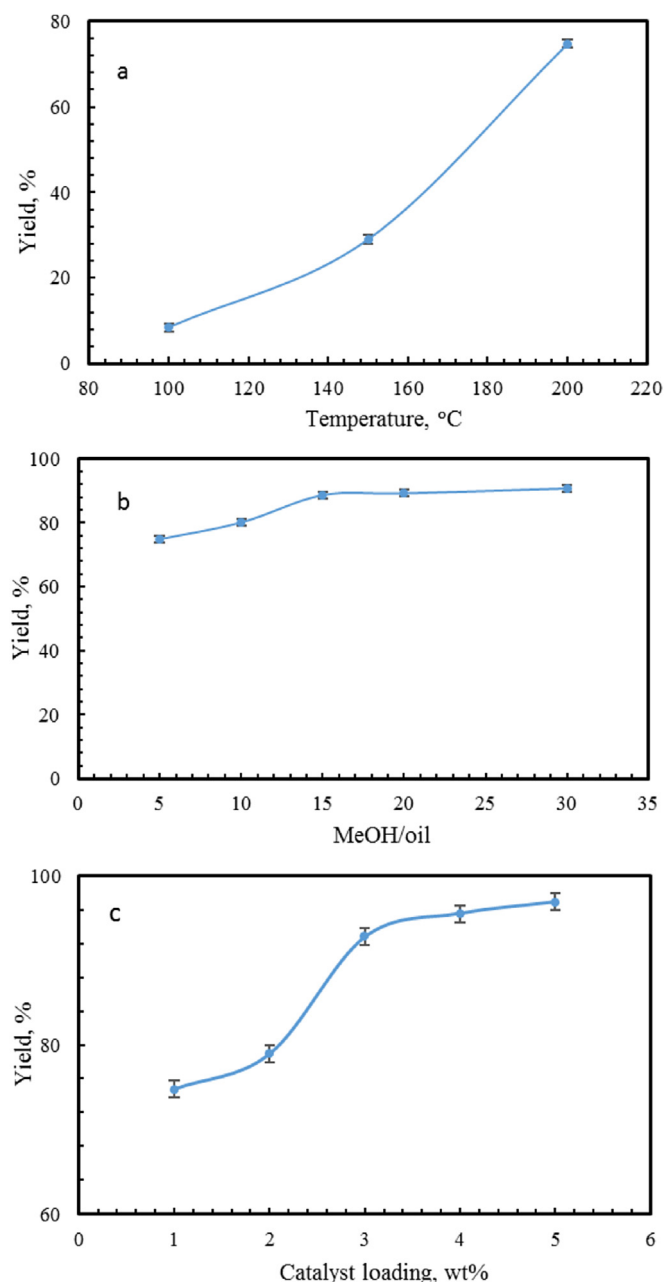 80
a
60
Yield, %
40
20
0
80 100 120 140 160 180 200 220
Temperature, °C
100
b
80
Yield, %
60
40
20
0
0 5 10 15 20 25 30 35
MeOH/oil
100
c
Yield, %
80
60
0 1 2 3 4 5 6
Catalyst loading, wt%